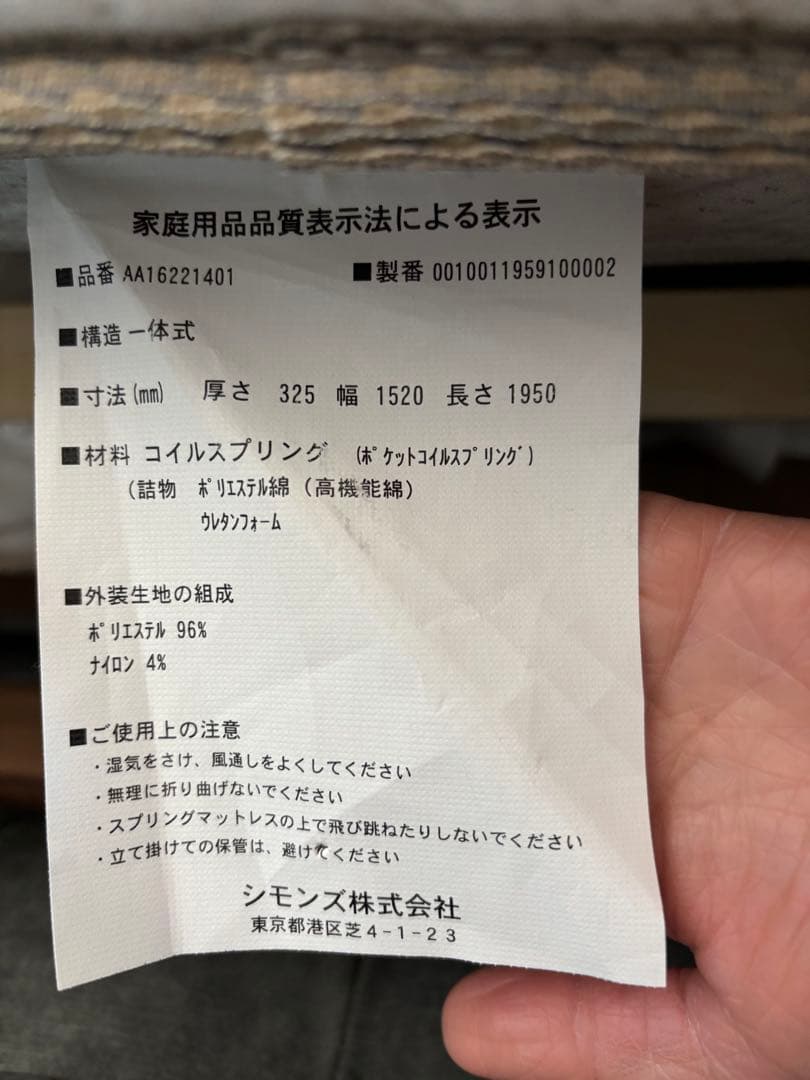 家庭用品品質表示法による表示
■品番 AA16221401 ■製番 0010011959100002
■構造 一体式
■寸法(mm) 厚さ 325 幅 1520 長さ 1950
■材料 コイルスプリング (ﾎﾟｹｯﾄｺｲﾙｽﾌﾟﾘﾝｸﾞ)
(詰物 ﾎﾟﾘｴｽﾃﾙ綿 (高機能綿)
ｳﾚﾀﾝﾌｫｰﾑ
■外装生地の組成
ﾎﾟﾘｴｽﾃﾙ 96%
ﾅｲﾛﾝ 4%
■ご使用上の注意
・湿気をさけ、風通しをよくしてください
・無理に折り曲げないでください
・スプリングマットレスの上で飛び跳ねたりしないでください
・立て掛けての保管は、避けてください
シモンズ株式会社
東京都港区芝4-1-23